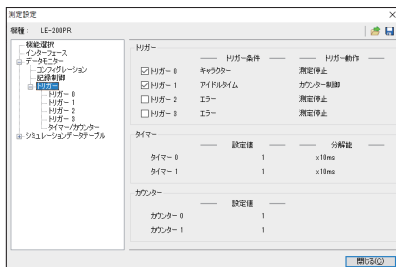 測定設定
機種： LE-200PR
機能選択
インターフェース
データモニター
コンフィグレーション
記録制御
トリガー
トリガー 0
トリガー 1
トリガー 2
トリガー 3
タイマー/カウンター
シミュレーションデータテーブル
トリガー
トリガー条件 トリガー動作
トリガー 0 キャラクター 測定停止
トリガー 1 アイドルタイム カウンター制御
トリガー 2 エラー 測定停止
トリガー 3 エラー 測定停止
タイマー
設定値 分解能
タイマー 0 1 x10ms
タイマー 1 1 x10ms
カウンター
設定値
カウンター 0 1
カウンター 1 1
閉じる(C)